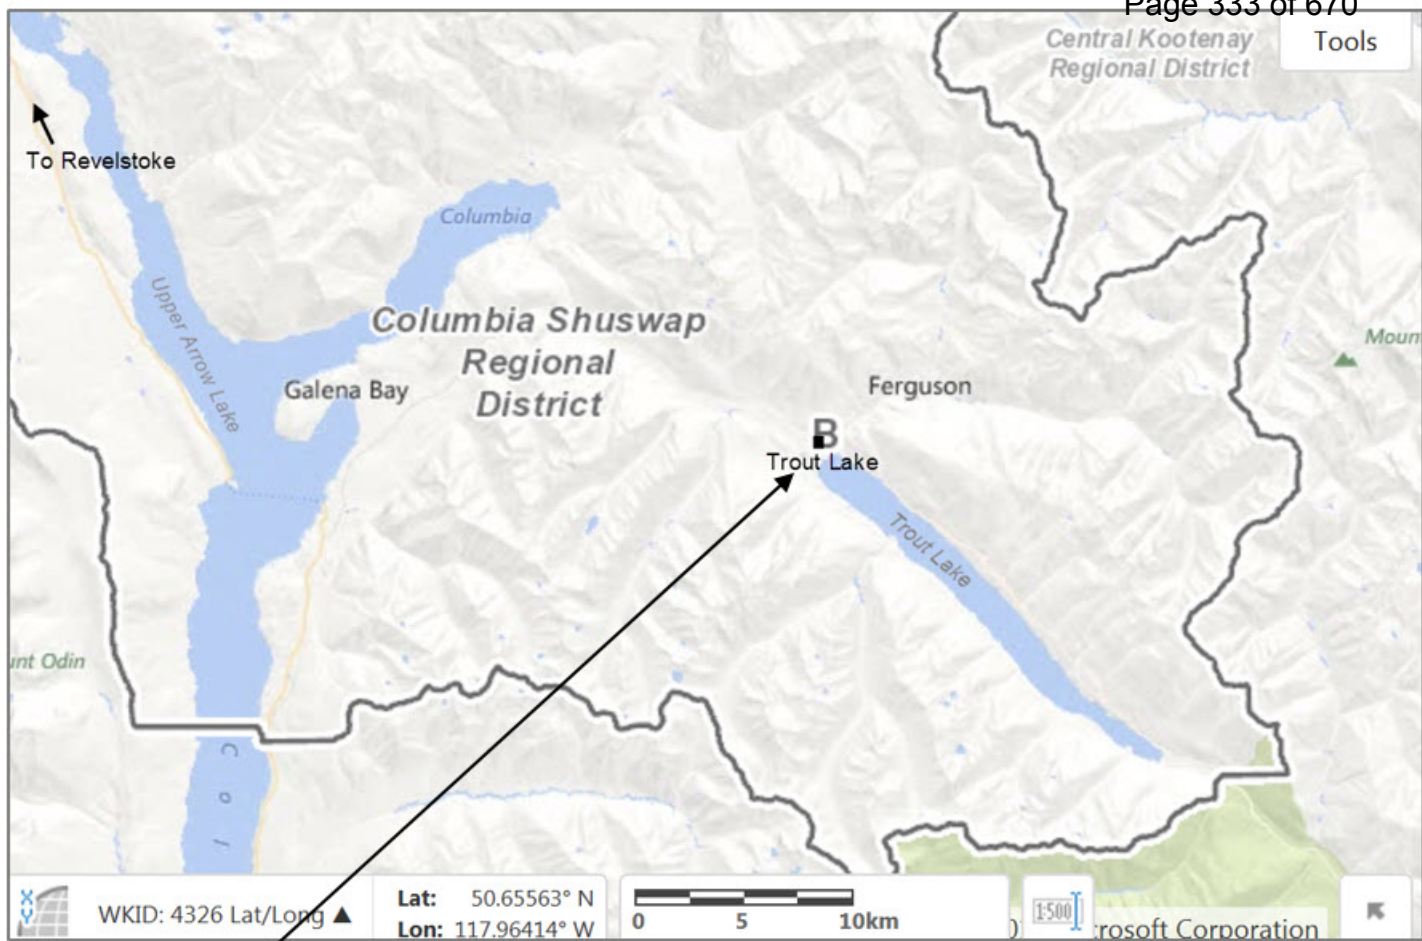 Page 333 of 670
Central Kootenay
Regional District
Tools
To Revelstoke
Columbia
Upper Arrow Lake
Columbia Shuswap
Regional
District
Moun
Galena Bay
Ferguson
B
Trout Lake
Trout Lake
unt Odin
C o l
X Y
WKID: 4326 Lat/Long ▲
Lat: 50.65563° N
Lon: 117.96414° W
0 5 10km
1:500
crosoft Corporation